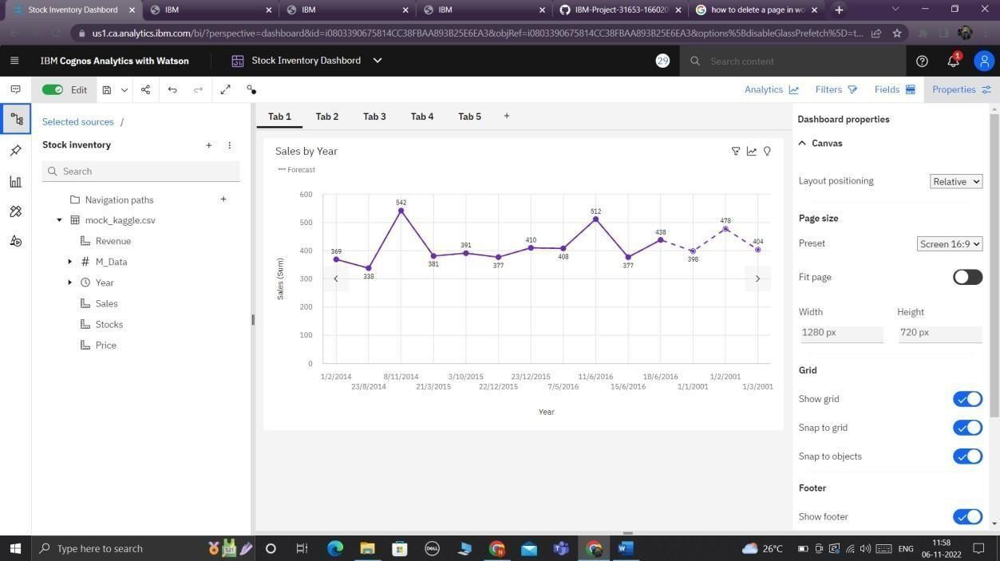 Stock Inventory Dashbord
IBM
IBM
IBM
IBM-Project-31653-166020
how to delete a page in wo
us1.ca.analytics.ibm.com/bi/?perspective=dashboard&id=i0803390675814CC38FBAA893B25E6EA3&objRef=i0803390675814CC38FBAA893B25E6EA3&options%5BdisableGlassPrefetch%5D=t...
IBM Cognos Analytics with Watson
Stock Inventory Dashbord
29
Search content
1
Edit
Analytics
Filters
Fields
Properties
Selected sources /
Stock inventory
Search
Navigation paths
mock_kaggle.csv
Revenue
# M_Data
Year
Sales
Stocks
Price
Tab 1
Tab 2
Tab 3
Tab 4
Tab 5
+
Sales by Year
Forecast
Sales (Sum)
600
500
400
300
200
100
0
369
338
542
381
391
377
410
408
512
377
438
398
478
404
1/2/2014
23/8/2014
8/11/2014
21/3/2015
3/10/2015
22/12/2015
23/12/2015
7/5/2016
11/6/2016
15/6/2016
18/6/2016
1/1/2001
1/2/2001
1/3/2001
Year
Dashboard properties
Canvas
Layout positioning
Relative
Page size
Preset
Screen 16:9
Fit page
Width
Height
1280 px
720 px
Grid
Show grid
Snap to grid
Snap to objects
Footer
Show footer
Type here to search
DELL
26°C
ENG
11:58
06-11-2022